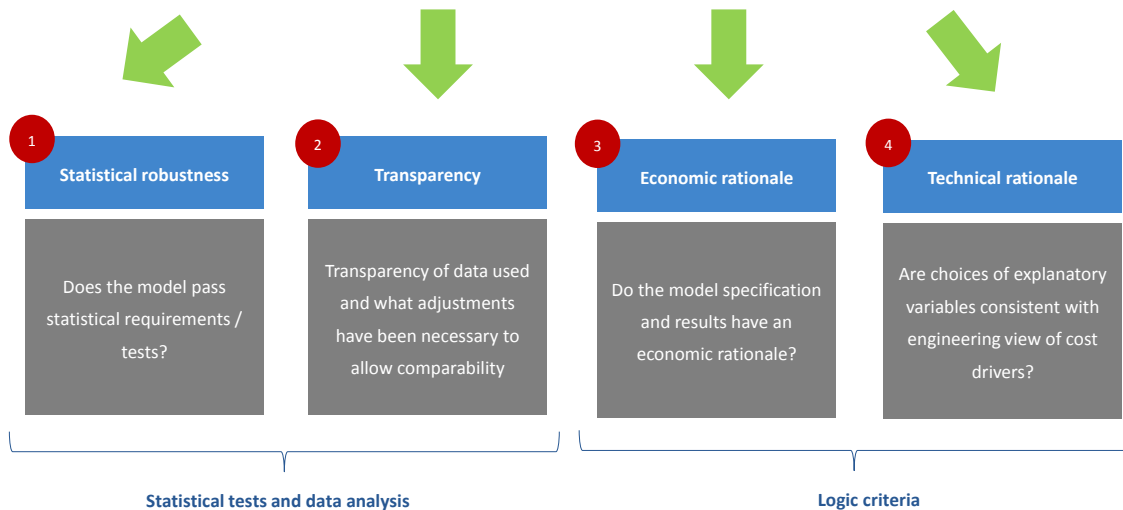 1
Statistical robustness
Does the model pass
statistical requirements /
tests?
2
Transparency
Transparency of data used
and what adjustments
have been necessary to
allow comparability
3
Economic rationale
Do the model specification
and results have an
economic rationale?
4
Technical rationale
Are choices of explanatory
variables consistent with
engineering view of cost
drivers?
Statistical tests and data analysis
Logic criteria